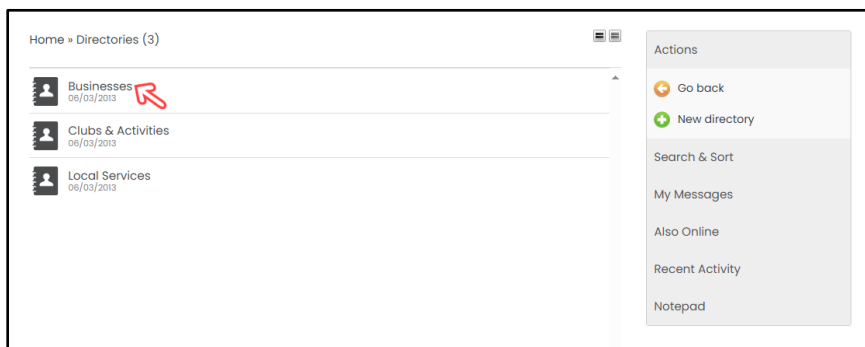 Home » Directories (3)
Businesses
06/03/2013
Clubs & Activities
06/03/2013
Local Services
06/03/2013
Actions
Go back
New directory
Search & Sort
My Messages
Also Online
Recent Activity
Notepad